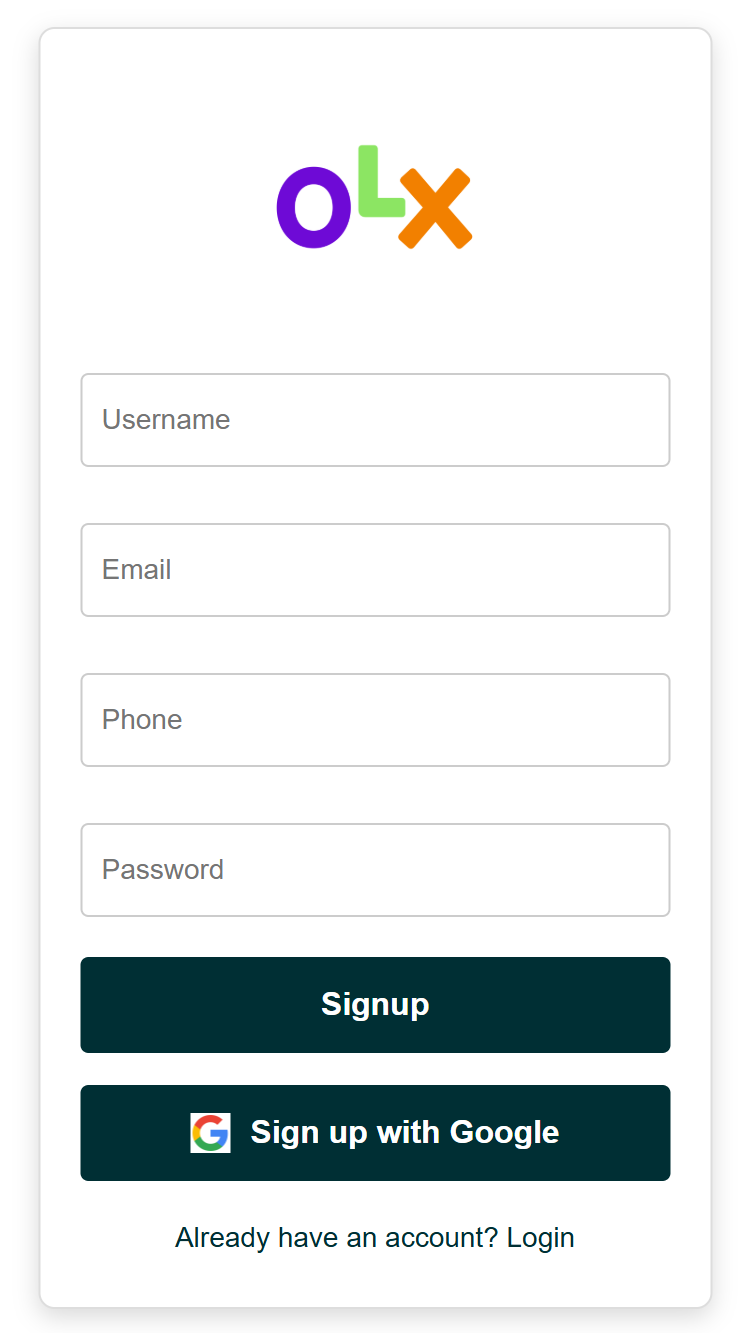 oLx
Username
Email
Phone
Password
Signup
Sign up with Google
Already have an account? Login